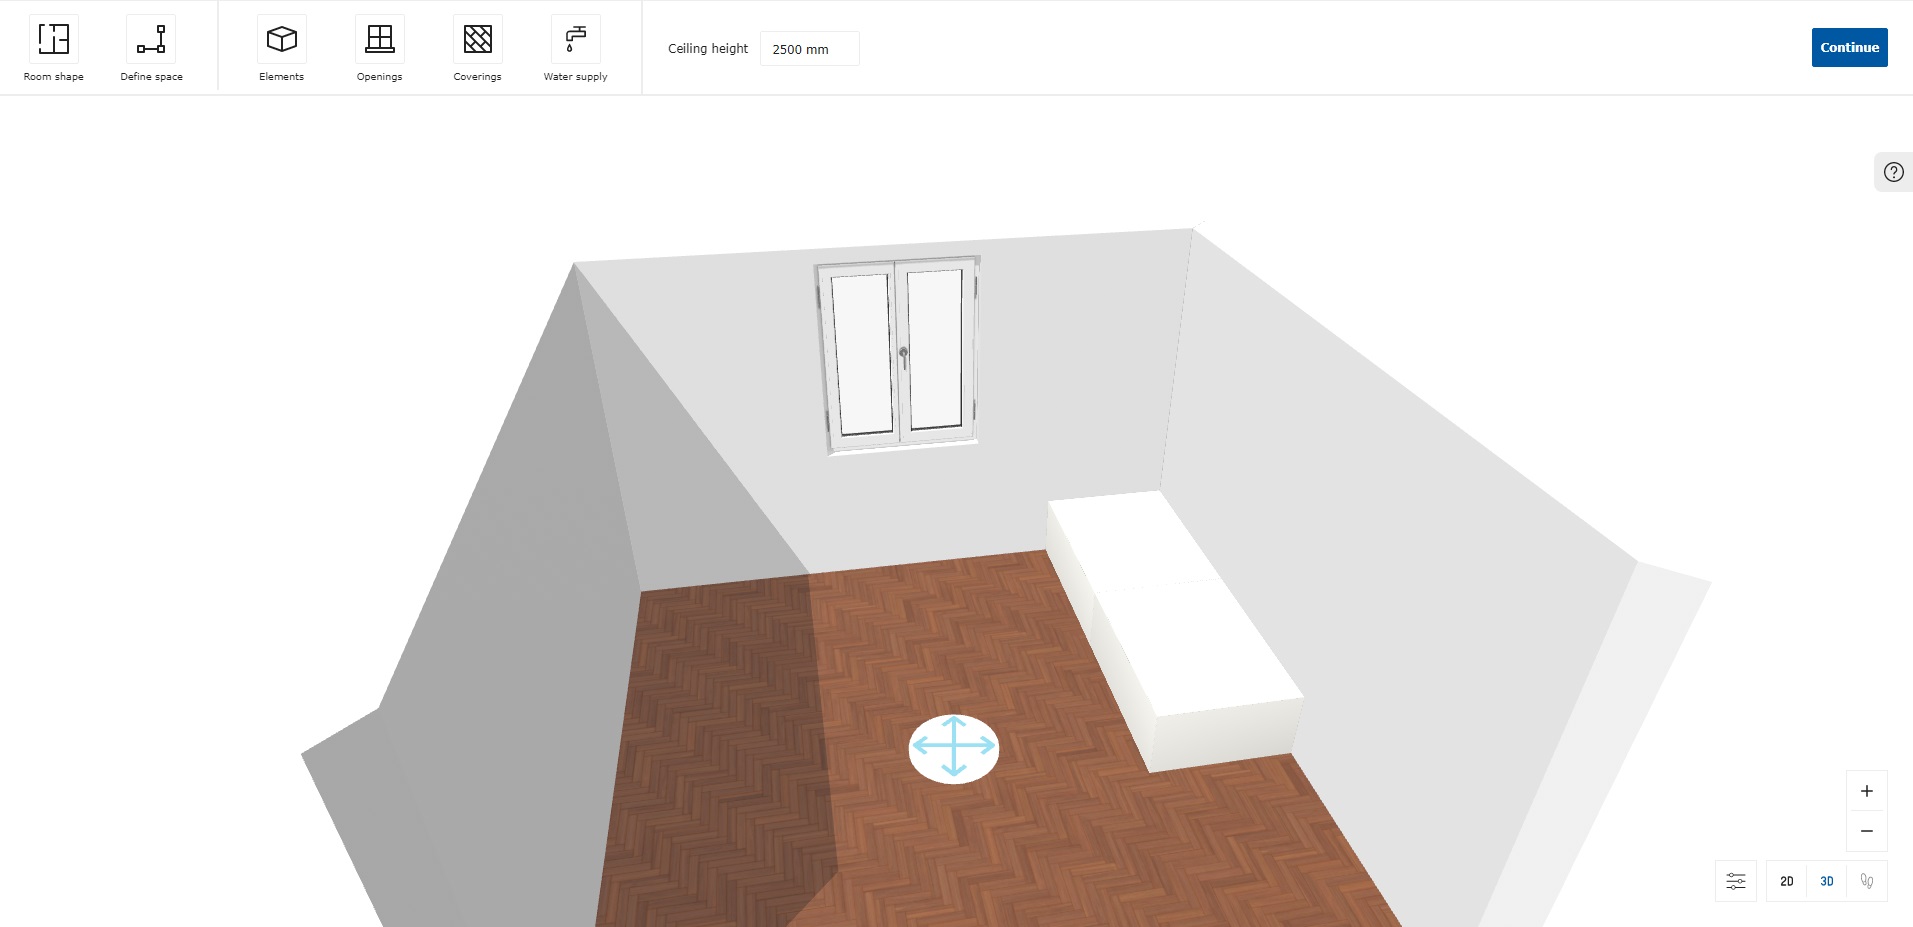 Room shape
Define space
Elements
Openings
Coverings
Water supply
Ceiling height
2500 mm
Continue
2D
3D